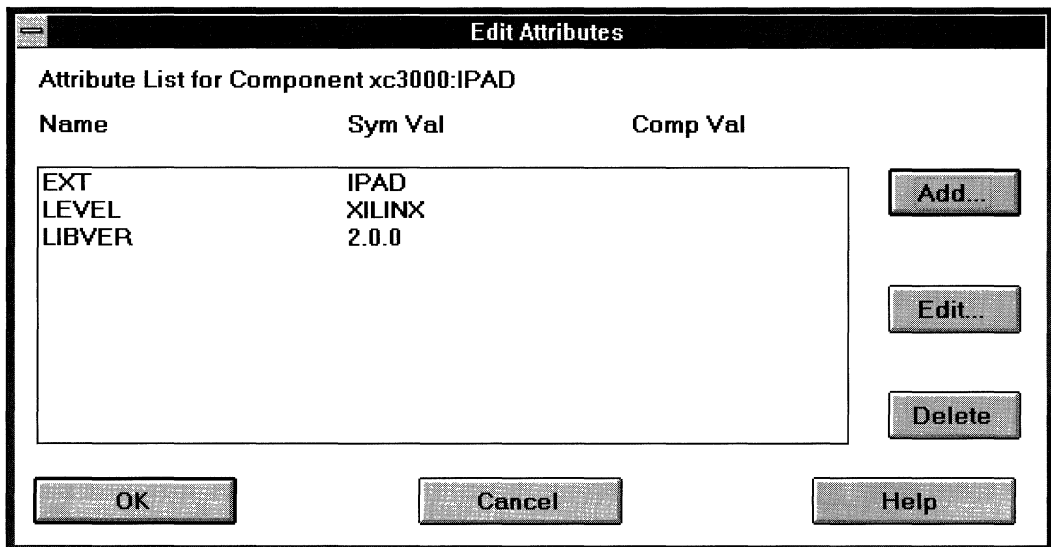 Edit Attributes
Attribute List for Component xc3000:IPAD
Name Sym Val Comp Val
EXT IPAD
LEVEL XILINX
LIBVER 2.0.0
Add...
Edit...
Delete
OK Cancel Help